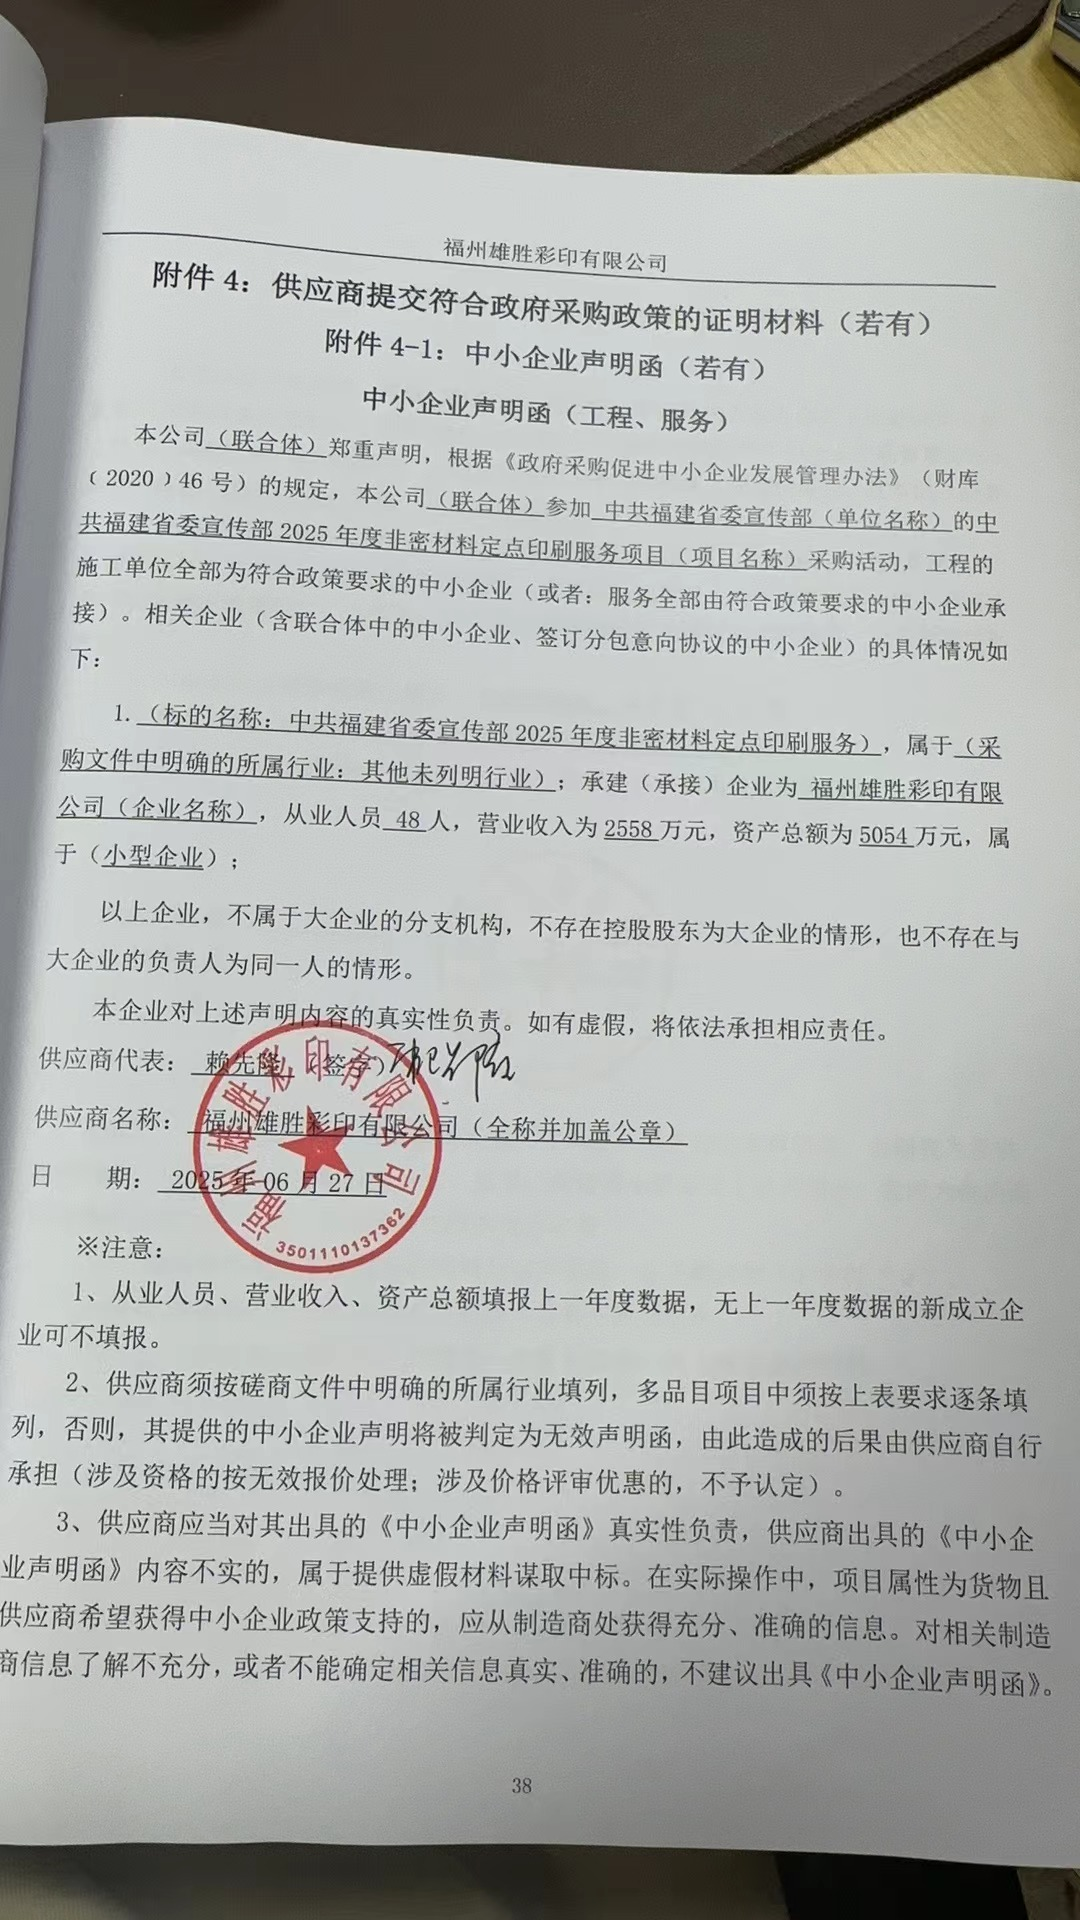 福州雄胜彩印有限公司
附件 4：供应商提交符合政府采购政策的证明材料（若有）
附件 4-1：中小企业声明函（若有）
中小企业声明函（工程、服务）
本公司（联合体）郑重声明，根据《政府采购促进中小企业发展管理办法》（财库
﹝2020﹞46 号）的规定，本公司（联合体）参加 中共福建省委宣传部（单位名称）的中
共福建省委宣传部 2025 年度非密材料定点印刷服务项目（项目名称）采购活动，工程的
施工单位全部为符合政策要求的中小企业（或者：服务全部由符合政策要求的中小企业承
接）。相关企业（含联合体中的中小企业、签订分包意向协议的中小企业）的具体情况如
下：
1.（标的名称：中共福建省委宣传部 2025 年度非密材料定点印刷服务），属于（采
购文件中明确的所属行业：其他未列明行业）；承建（承接）企业为 福州雄胜彩印有限
公司（企业名称），从业人员 48 人，营业收入为 2558 万元，资产总额为 5054 万元，属
于（小型企业）；
以上企业，不属于大企业的分支机构，不存在控股股东为大企业的情形，也不存在与
大企业的负责人为同一人的情形。
本企业对上述声明内容的真实性负责。如有虚假，将依法承担相应责任。
供应商代表： 赖先隆 （签字）
供应商名称： 福州雄胜彩印有限公司（全称并加盖公章）
日 期： 2025 年 06 月 27 日
福州雄胜彩印有限公司
3501110137362
※注意：
1、从业人员、营业收入、资产总额填报上一年度数据，无上一年度数据的新成立企
业可不填报。
2、供应商须按磋商文件中明确的所属行业填列，多品目项目中须按上表要求逐条填
列，否则，其提供的中小企业声明将被判定为无效声明函，由此造成的后果由供应商自行
承担（涉及资格的按无效报价处理；涉及价格评审优惠的，不予认定）。
3、供应商应当对其出具的《中小企业声明函》真实性负责，供应商出具的《中小企
业声明函》内容不实的，属于提供虚假材料谋取中标。在实际操作中，项目属性为货物且
供应商希望获得中小企业政策支持的，应从制造商处获得充分、准确的信息。对相关制造
商信息了解不充分，或者不能确定相关信息真实、准确的，不建议出具《中小企业声明函》。
38